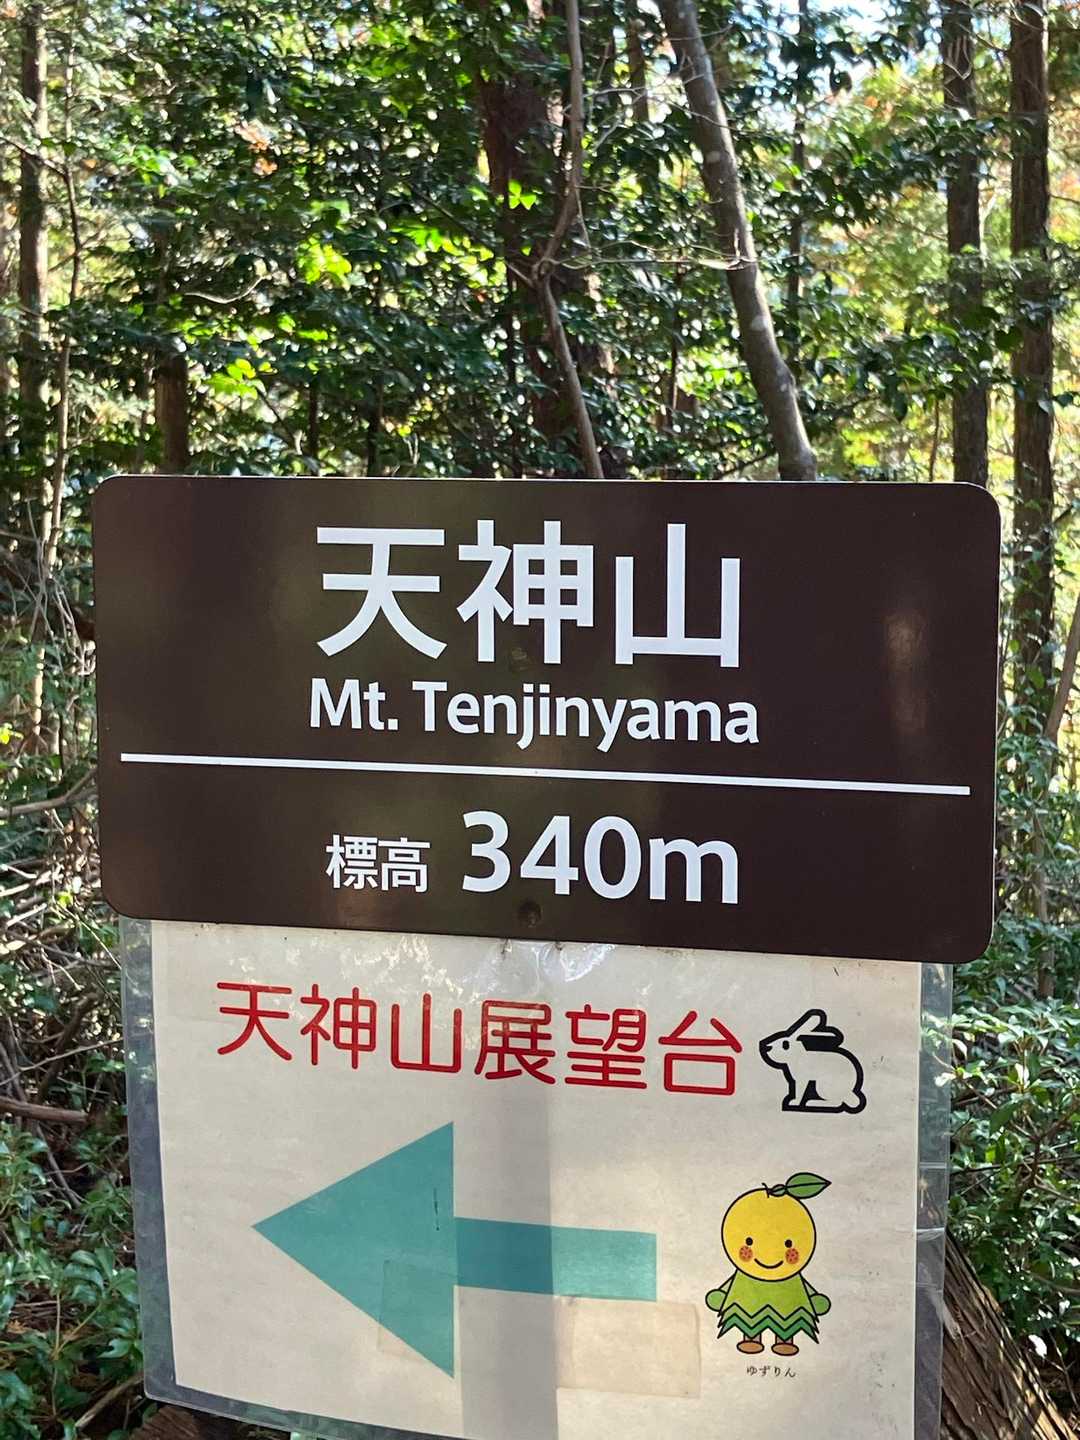 天神山
Mt. Tenjinyama
標高 340m
天神山展望台
ゆずりん